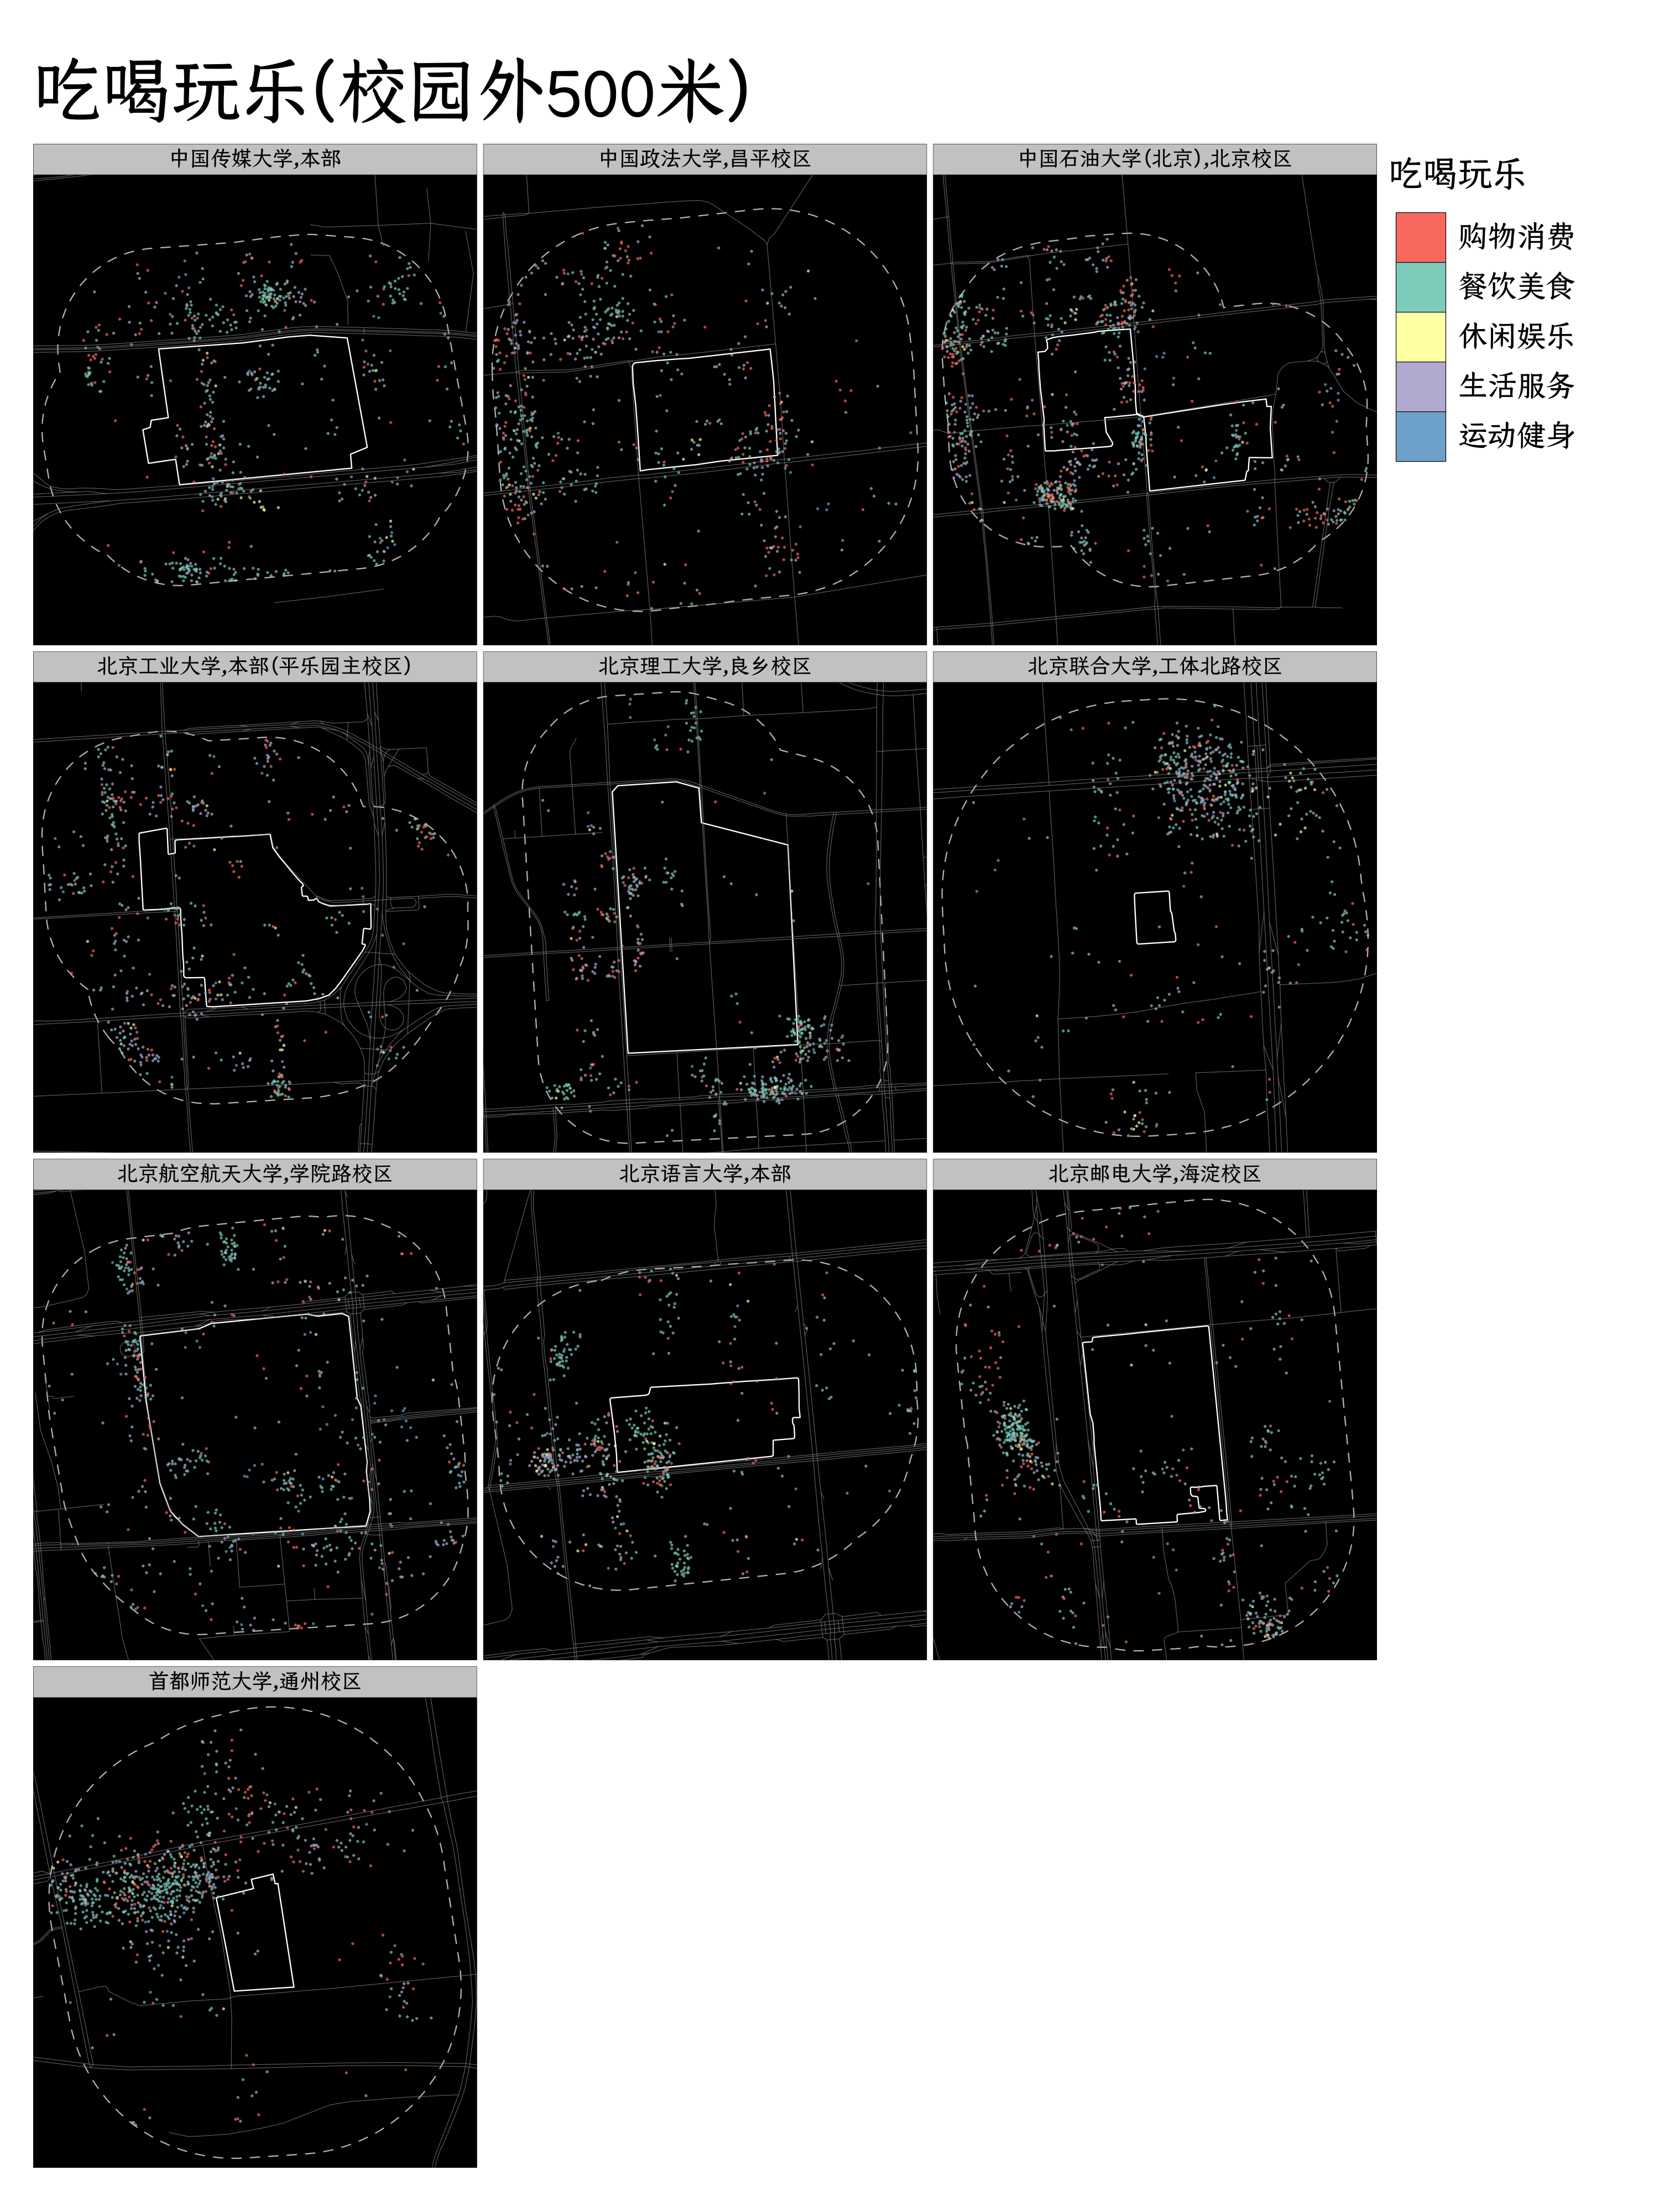 吃喝玩乐(校园外500米)
中国传媒大学,本部
中国政法大学,昌平校区
中国石油大学(北京),北京校区
吃喝玩乐
购物消费
餐饮美食
休闲娱乐
生活服务
运动健身
北京工业大学,本部(平乐园主校区)
北京理工大学,良乡校区
北京联合大学,工体北路校区
北京航空航天大学,学院路校区
北京语言大学,本部
北京邮电大学,海淀校区
首都师范大学,通州校区